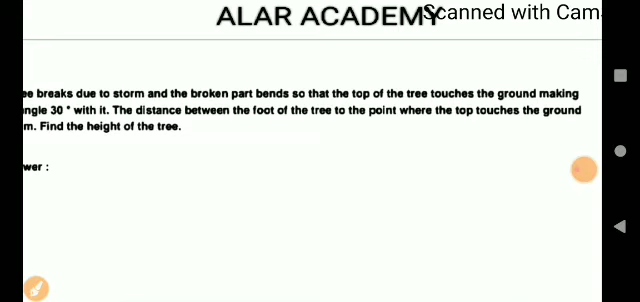 ALAR ACADEMY
Scanned with Cam
ee breaks due to storm and the broken part bends so that the top of the tree touches the ground making
ngle 30 ° with it. The distance between the foot of the tree to the point where the top touches the ground
m. Find the height of the tree.
wer :